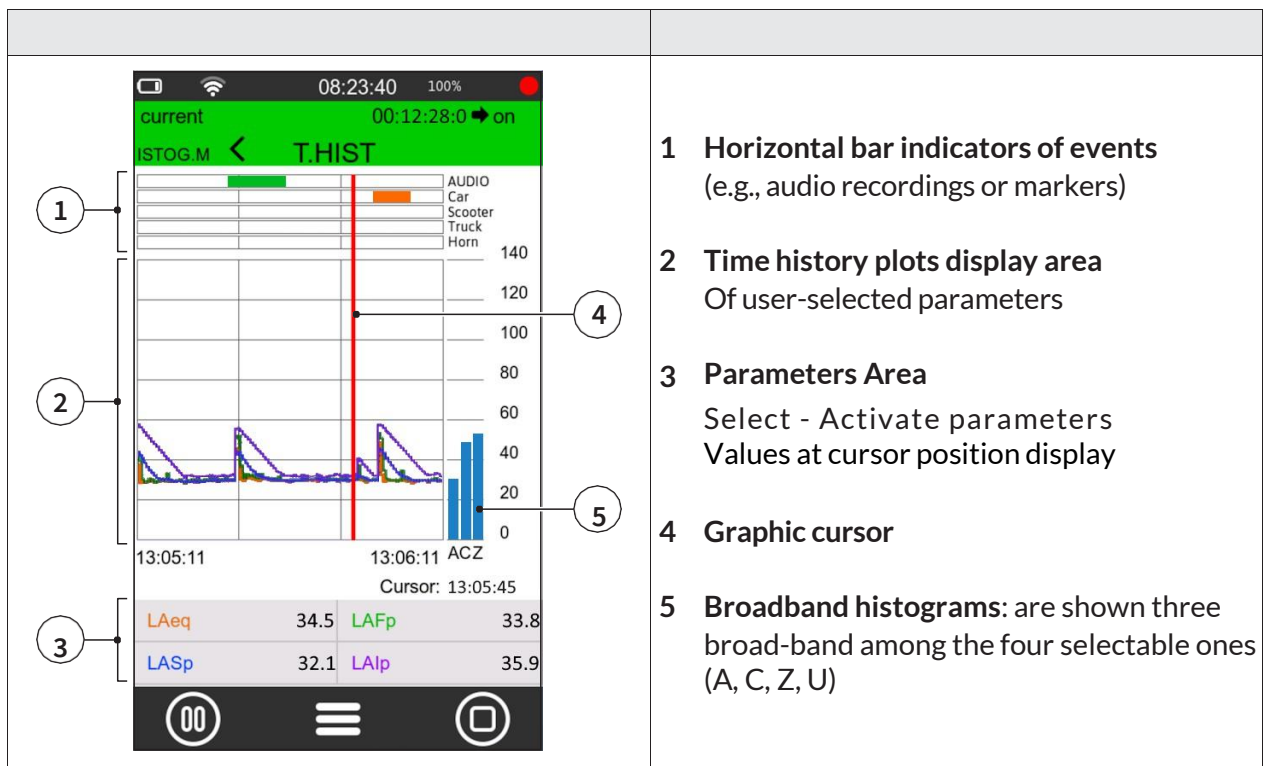 08:23:40 100%
current 00:12:28:0 ➡ on
ISTOG.M < T.HIST
AUDIO
Car
Scooter
Truck
Horn
1
140
120
100
80
60
40
20
0
2
4
5
13:05:11 13:06:11 ACZ
Cursor: 13:05:45
LAeq 34.5 LAFp 33.8
LASp 32.1 LAIp 35.9
3
1 Horizontal bar indicators of events
(e.g., audio recordings or markers)
2 Time history plots display area
Of user-selected parameters
3 Parameters Area
Select - Activate parameters
Values at cursor position display
4 Graphic cursor
5 Broadband histograms: are shown three
broad-band among the four selectable ones
(A, C, Z, U)